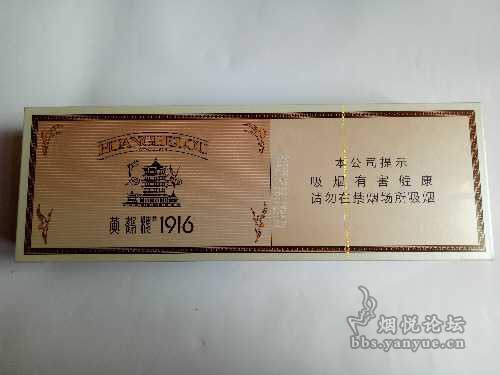 HUANGHELOU
黄鹤楼 1916
本公司提示
吸烟有害健康
请勿在禁烟场所吸烟
烟悦论坛
bbs.yanyue.cn